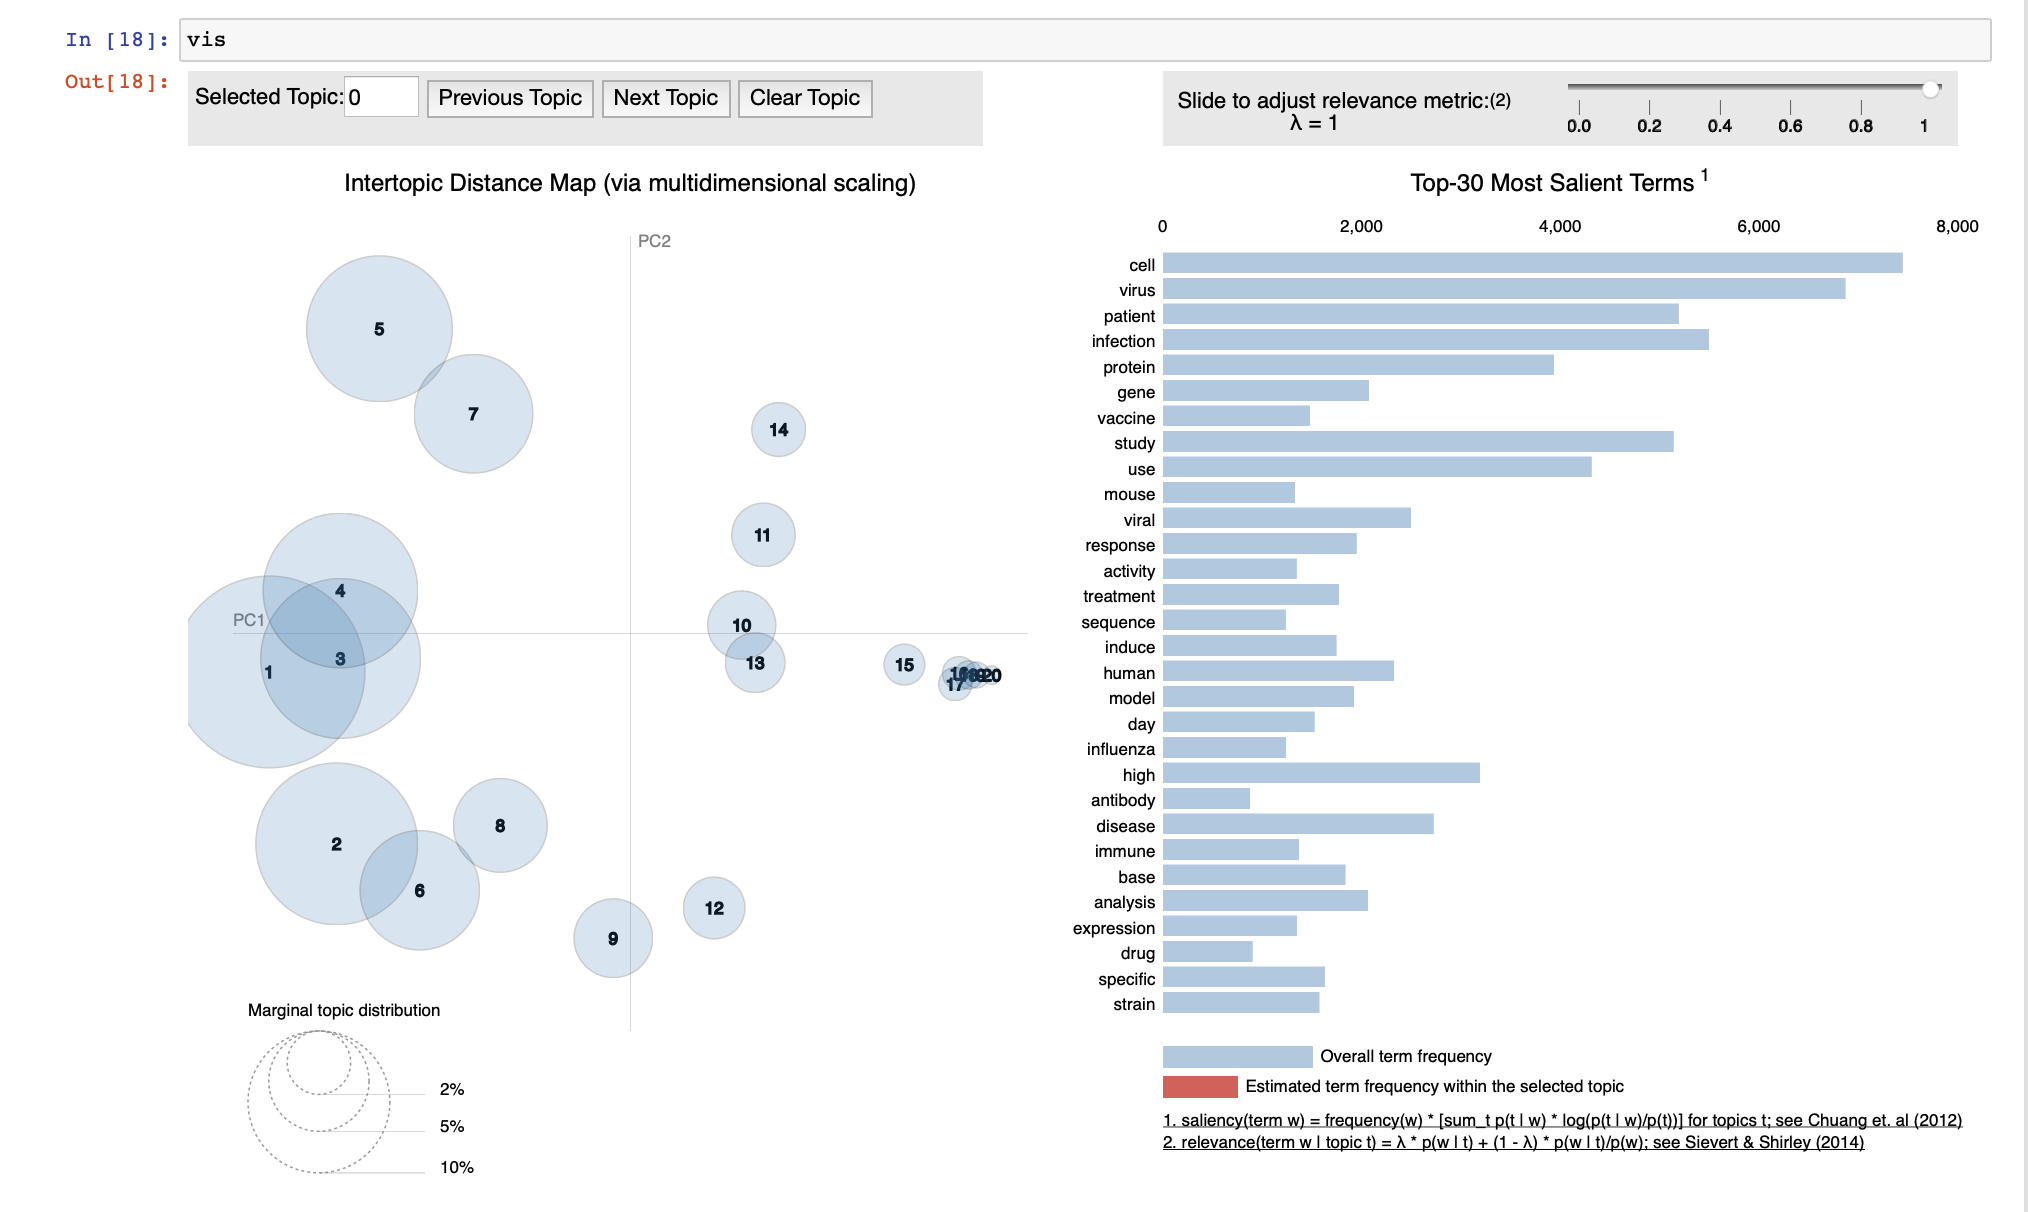 In [18]: vis
Out[18]:
Selected Topic: 0 Previous Topic Next Topic Clear Topic
Slide to adjust relevance metric:(2)
λ = 1
0.0 0.2 0.4 0.6 0.8 1
Intertopic Distance Map (via multidimensional scaling)
PC2
5
7
14
11
4
PC1
10
3
13
1
15
17
20
2
8
6
12
9
Marginal topic distribution
2%
5%
10%
Top-30 Most Salient Terms 1
0 2,000 4,000 6,000 8,000
cell
virus
patient
infection
protein
gene
vaccine
study
use
mouse
viral
response
activity
treatment
sequence
induce
human
model
day
influenza
high
antibody
disease
immune
base
analysis
expression
drug
specific
strain
Overall term frequency
Estimated term frequency within the selected topic
1. saliency(term w) = frequency(w) * [sum_t p(t | w) * log(p(t | w)/p(t))] for topics t; see Chuang et. al (2012)
2. relevance(term w | topic t) = λ * p(w | t) + (1 - λ) * p(w | t)/p(w); see Sievert & Shirley (2014)